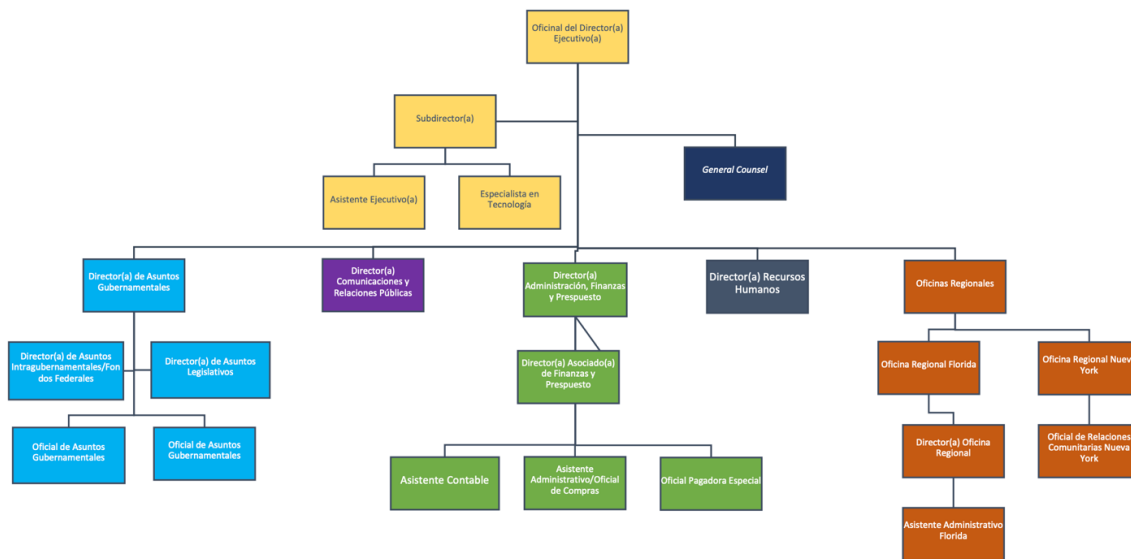 Oficinal del Director(a)
Ejecutivo(a)
Subdirector(a)
General Counsel
Asistente Ejecutivo(a)
Especialista en
Tecnología
Director(a) de Asuntos
Gubernamentales
Director(a)
Comunicaciones y
Relaciones Públicas
Director(a)
Administración, Finanzas
y Prespuesto
Director(a) Recursos
Humanos
Oficinas Regionales
Director(a) de Asuntos
Intragubernamentales/Fon
dos Federales
Director(a) de Asuntos
Legislativos
Director(a) Asociado(a)
de Finanzas y
Prespuesto
Oficina Regional Florida
Oficina Regional Nueva
York
Oficial de Asuntos
Gubernamentales
Oficial de Asuntos
Gubernamentales
Director(a) Oficina
Regional
Oficial de Relaciones
Comunitarias Nueva
York
Asistente Contable
Asistente
Administrativo/Oficial
de Compras
Oficial Pagadora Especial
Asistente Administrativo
Florida